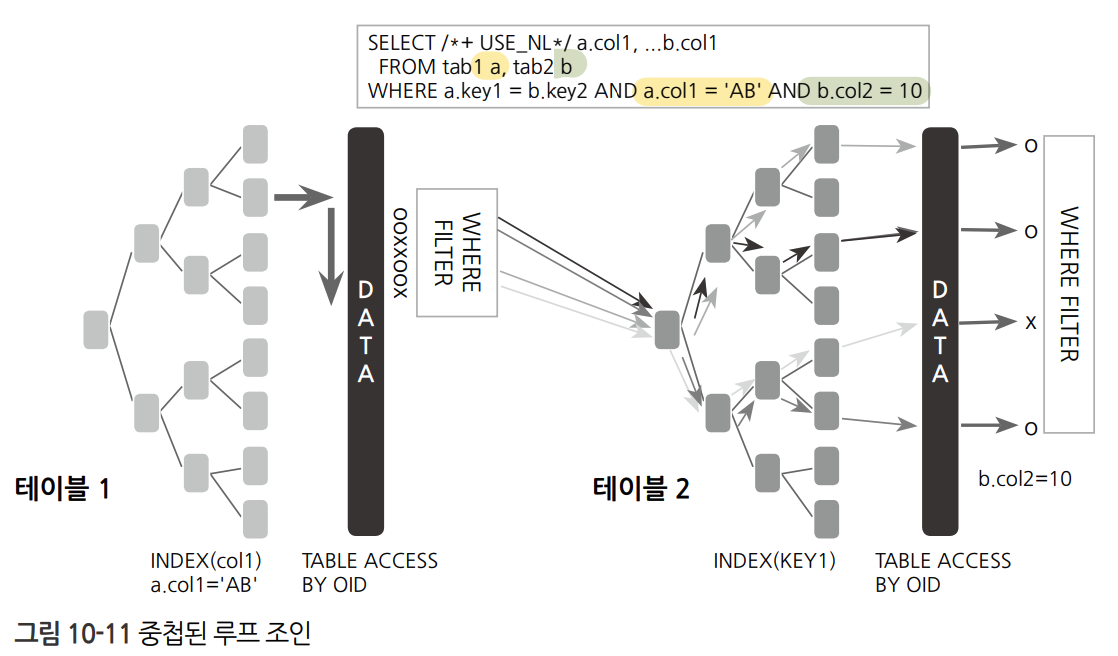 SELECT /*+ USE_NL*/ a.col1, ...b.col1
FROM tab1 a, tab2 b
WHERE a.key1 = b.key2 AND a.col1 = 'AB' AND b.col2 = 10
DATA
OOXXOOX
WHERE
FILTER
DATA
O
O
X
O
WHERE FILTER
테이블 1
테이블 2
b.col2=10
INDEX(col1)
a.col1='AB'
TABLE ACCESS
BY OID
INDEX(KEY1)
TABLE ACCESS
BY OID
그림 10-11 중첩된 루프 조인